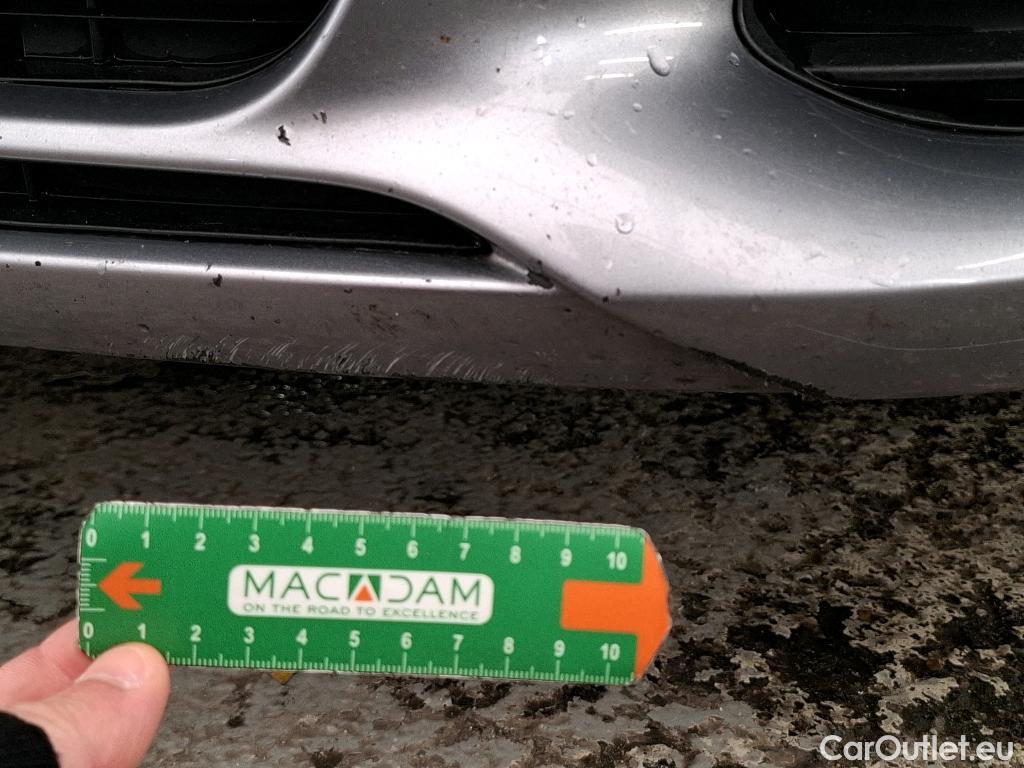 0 1 2 3 4 5 6 7 8 9 10
MACADAM
ON THE ROAD TO EXCELLENCE
0 1 2 3 4 5 6 7 8 9 10
CarOutlet.eu